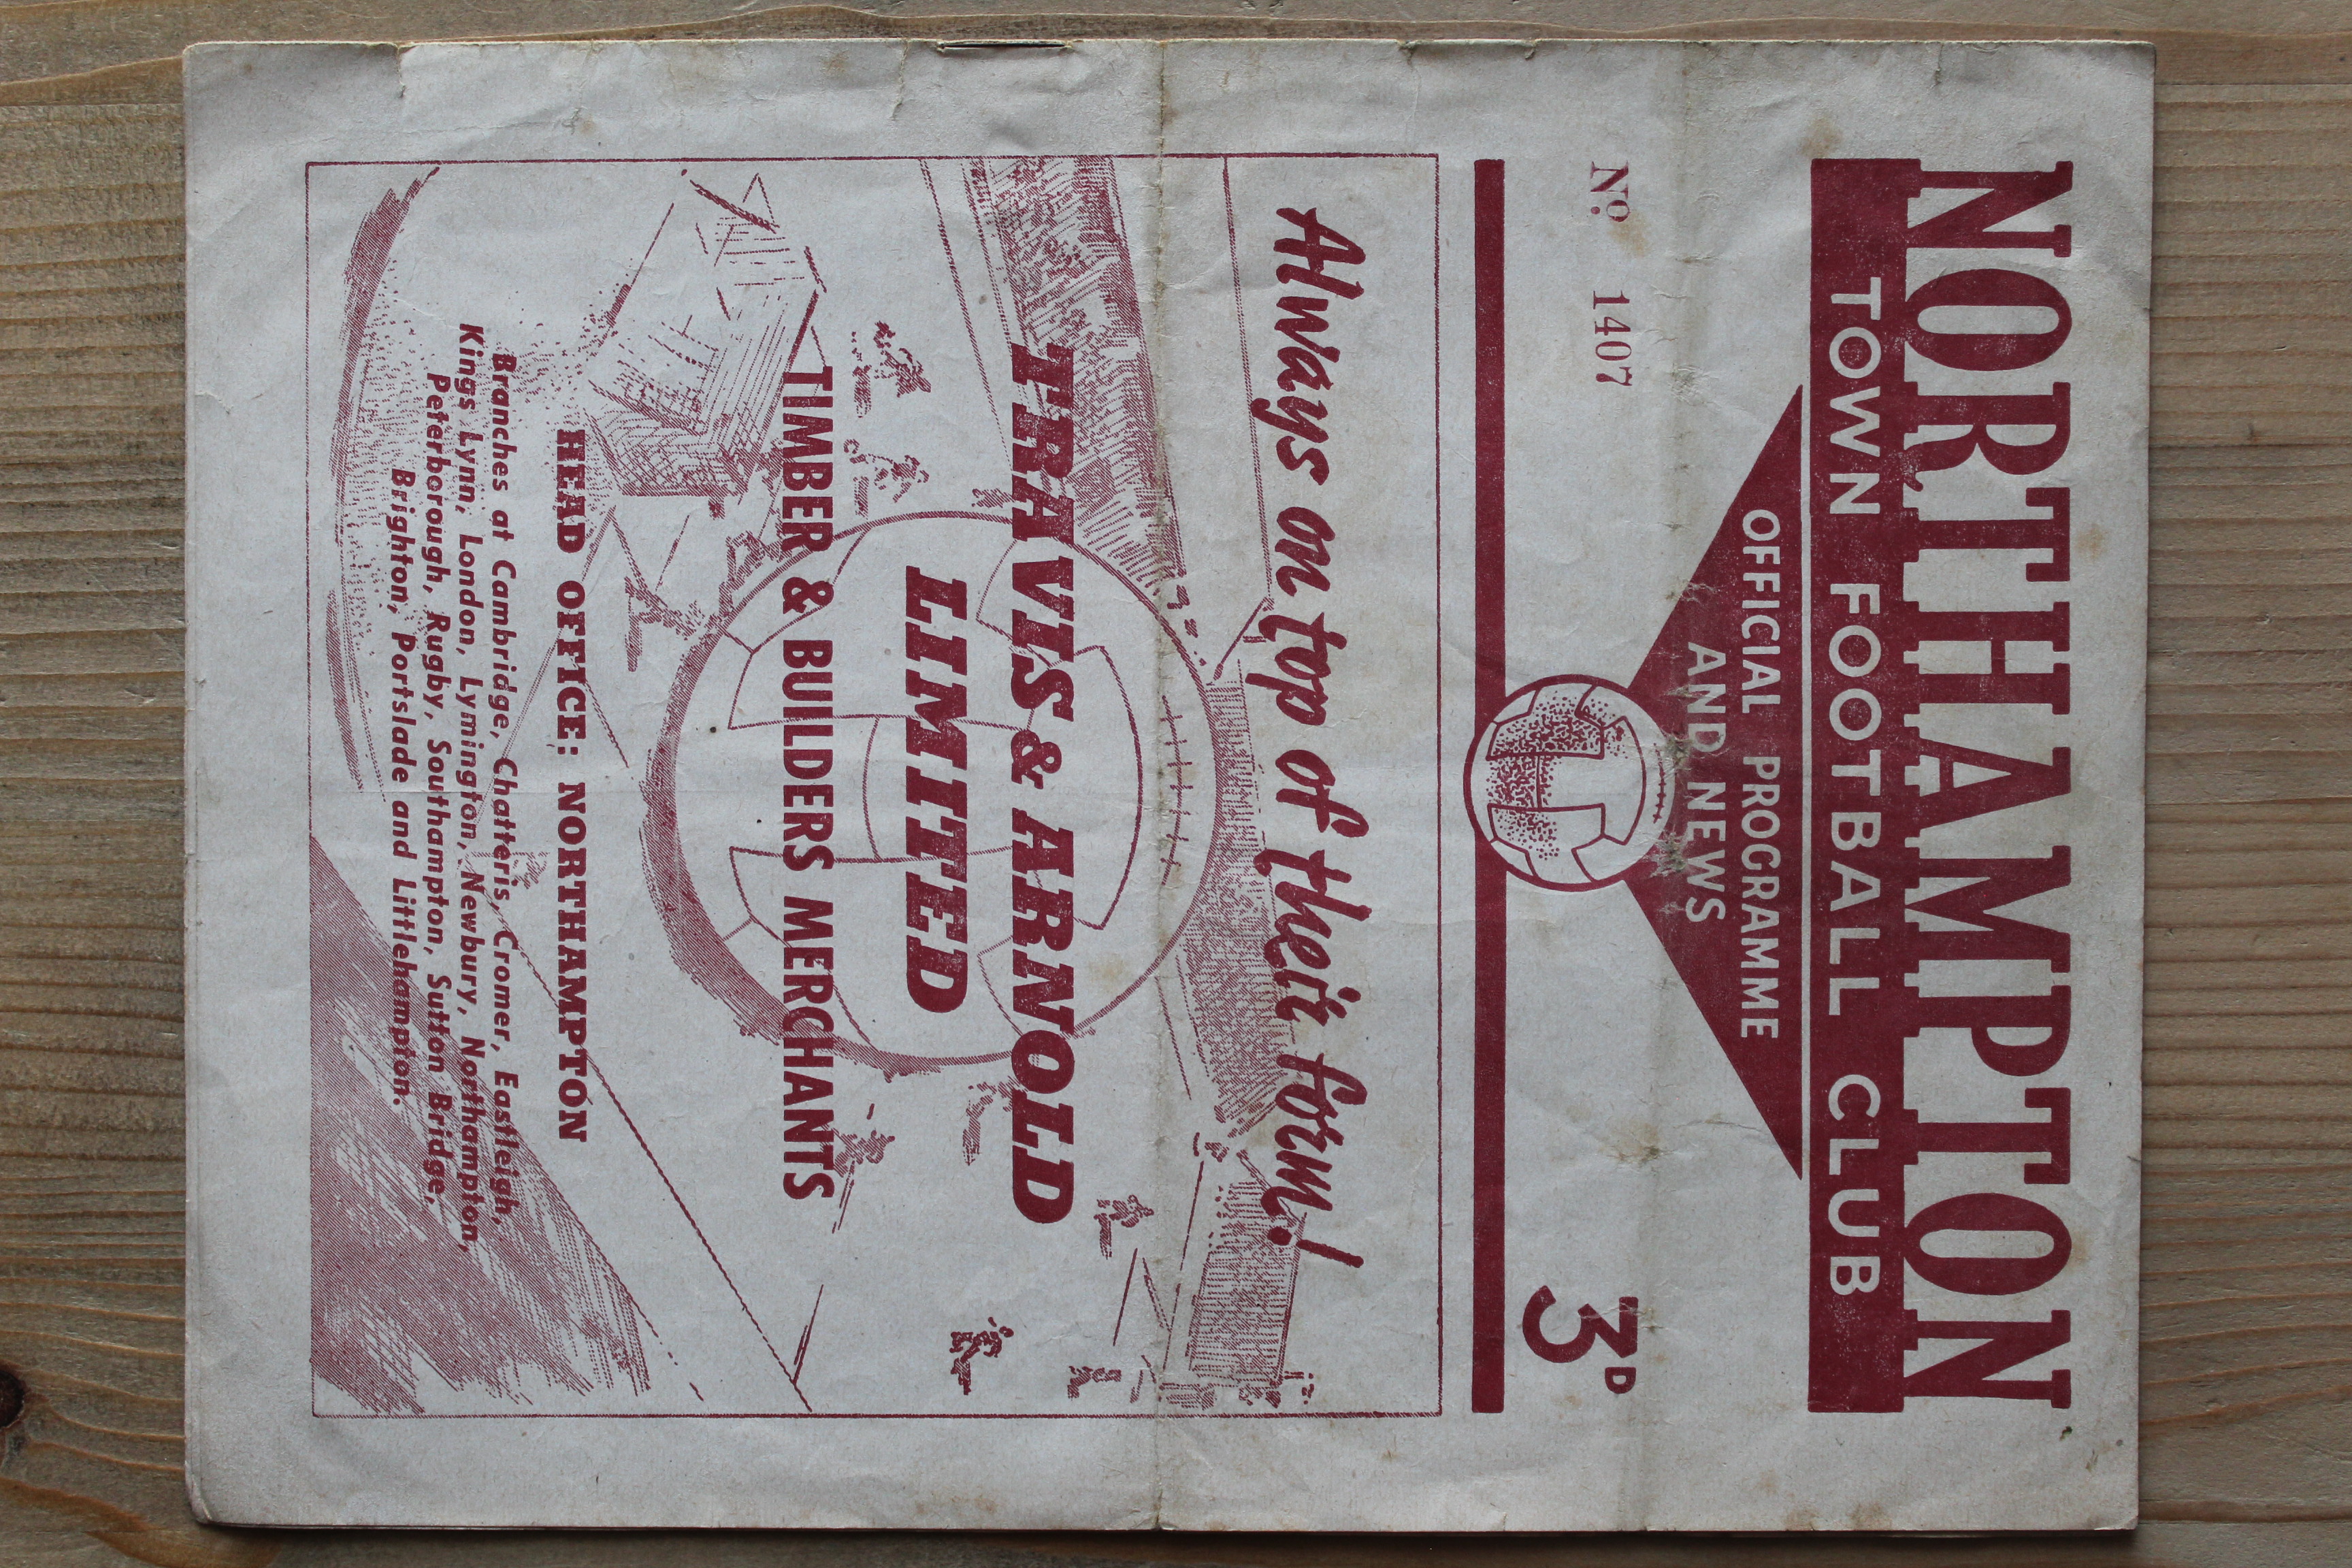 NORTHAMPTON
TOWN FOOTBALL CLUB
OFFICIAL PROGRAMME
AND NEWS
No. 1407
3D
Always on top of their form!
TRAVIS & ARNOLD
LIMITED
TIMBER & BUILDERS MERCHANTS
HEAD OFFICE: NORTHAMPTON
Branches at Cambridge, Chatteris, Cromer, Eastleigh,
Kings Lynn, London, Lymington, Newbury, Northampton,
Peterborough, Rugby, Southampton, Sutton Bridge,
Brighton, Portslade and Littlehampton.